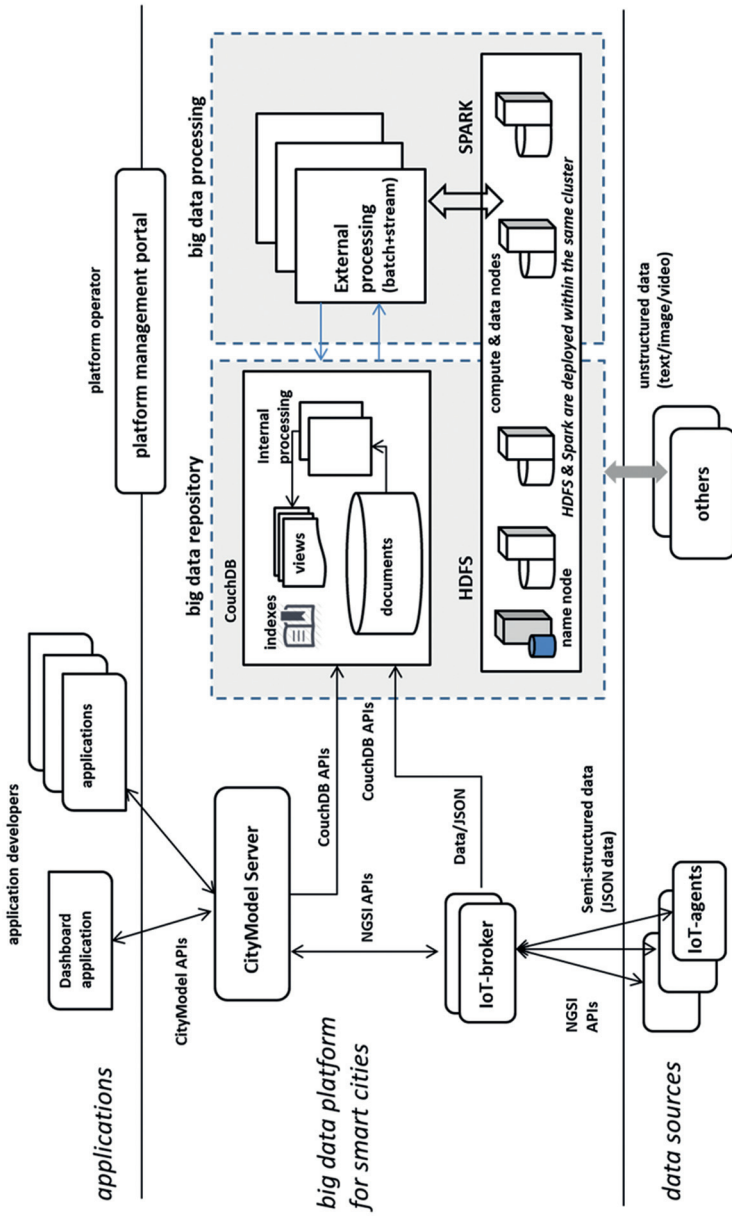 application developers
platform operator
applications
Dashboard
application
applications
platform management portal
CityModel APIs
big data platform
for smart cities
CityModel Server
CouchDB APIs
NGSI APIs
CouchDB APIs
Data/JSON
IoT-broker
big data repository
CouchDB
indexes
views
Internal
processing
documents
big data processing
External
processing
(batch+stream)
HDFS
SPARK
name node
compute & data nodes
HDFS & Spark are deployed within the same cluster
data sources
NGSI
APIs
Semi-structured data
(JSON data)
IoT-agents
others
unstructured data
(text/image/video)